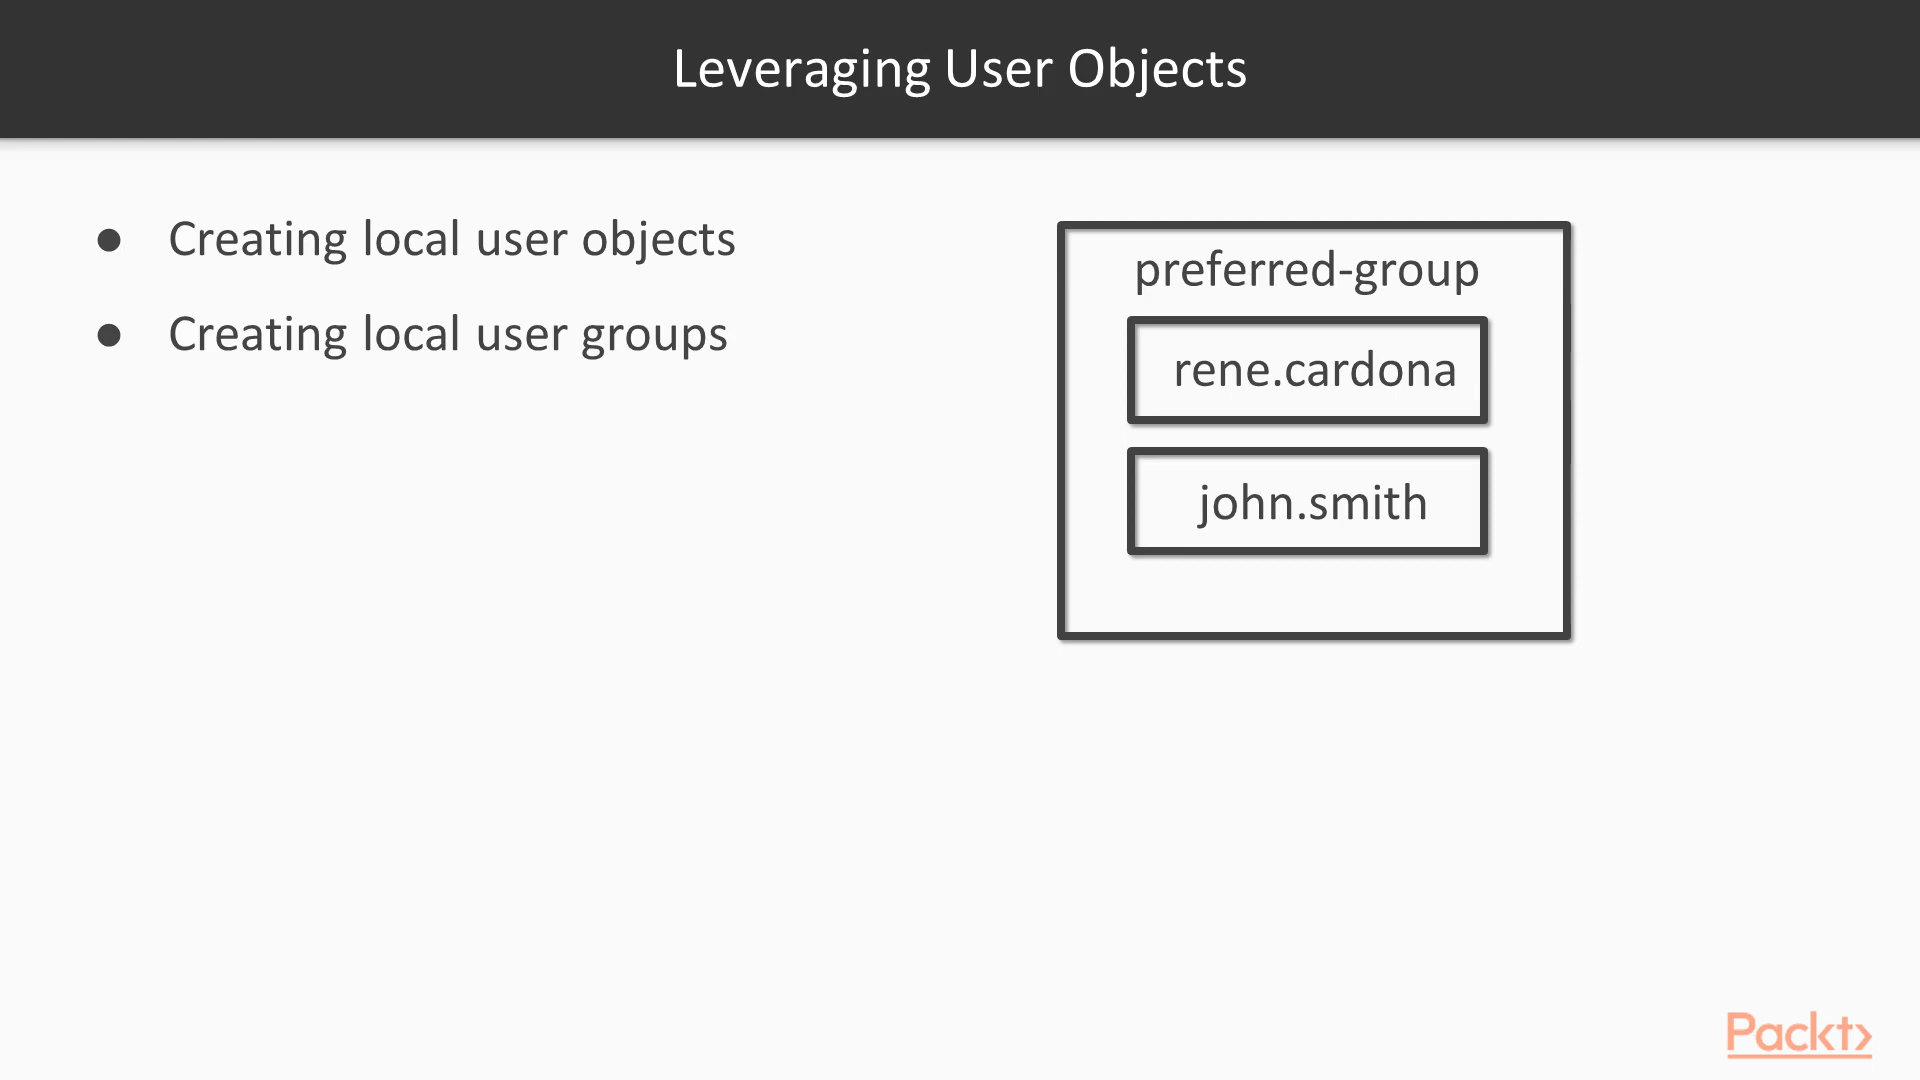 Leveraging User Objects
● Creating local user objects
● Creating local user groups
preferred-group
rene.cardona
john.smith
Packt>